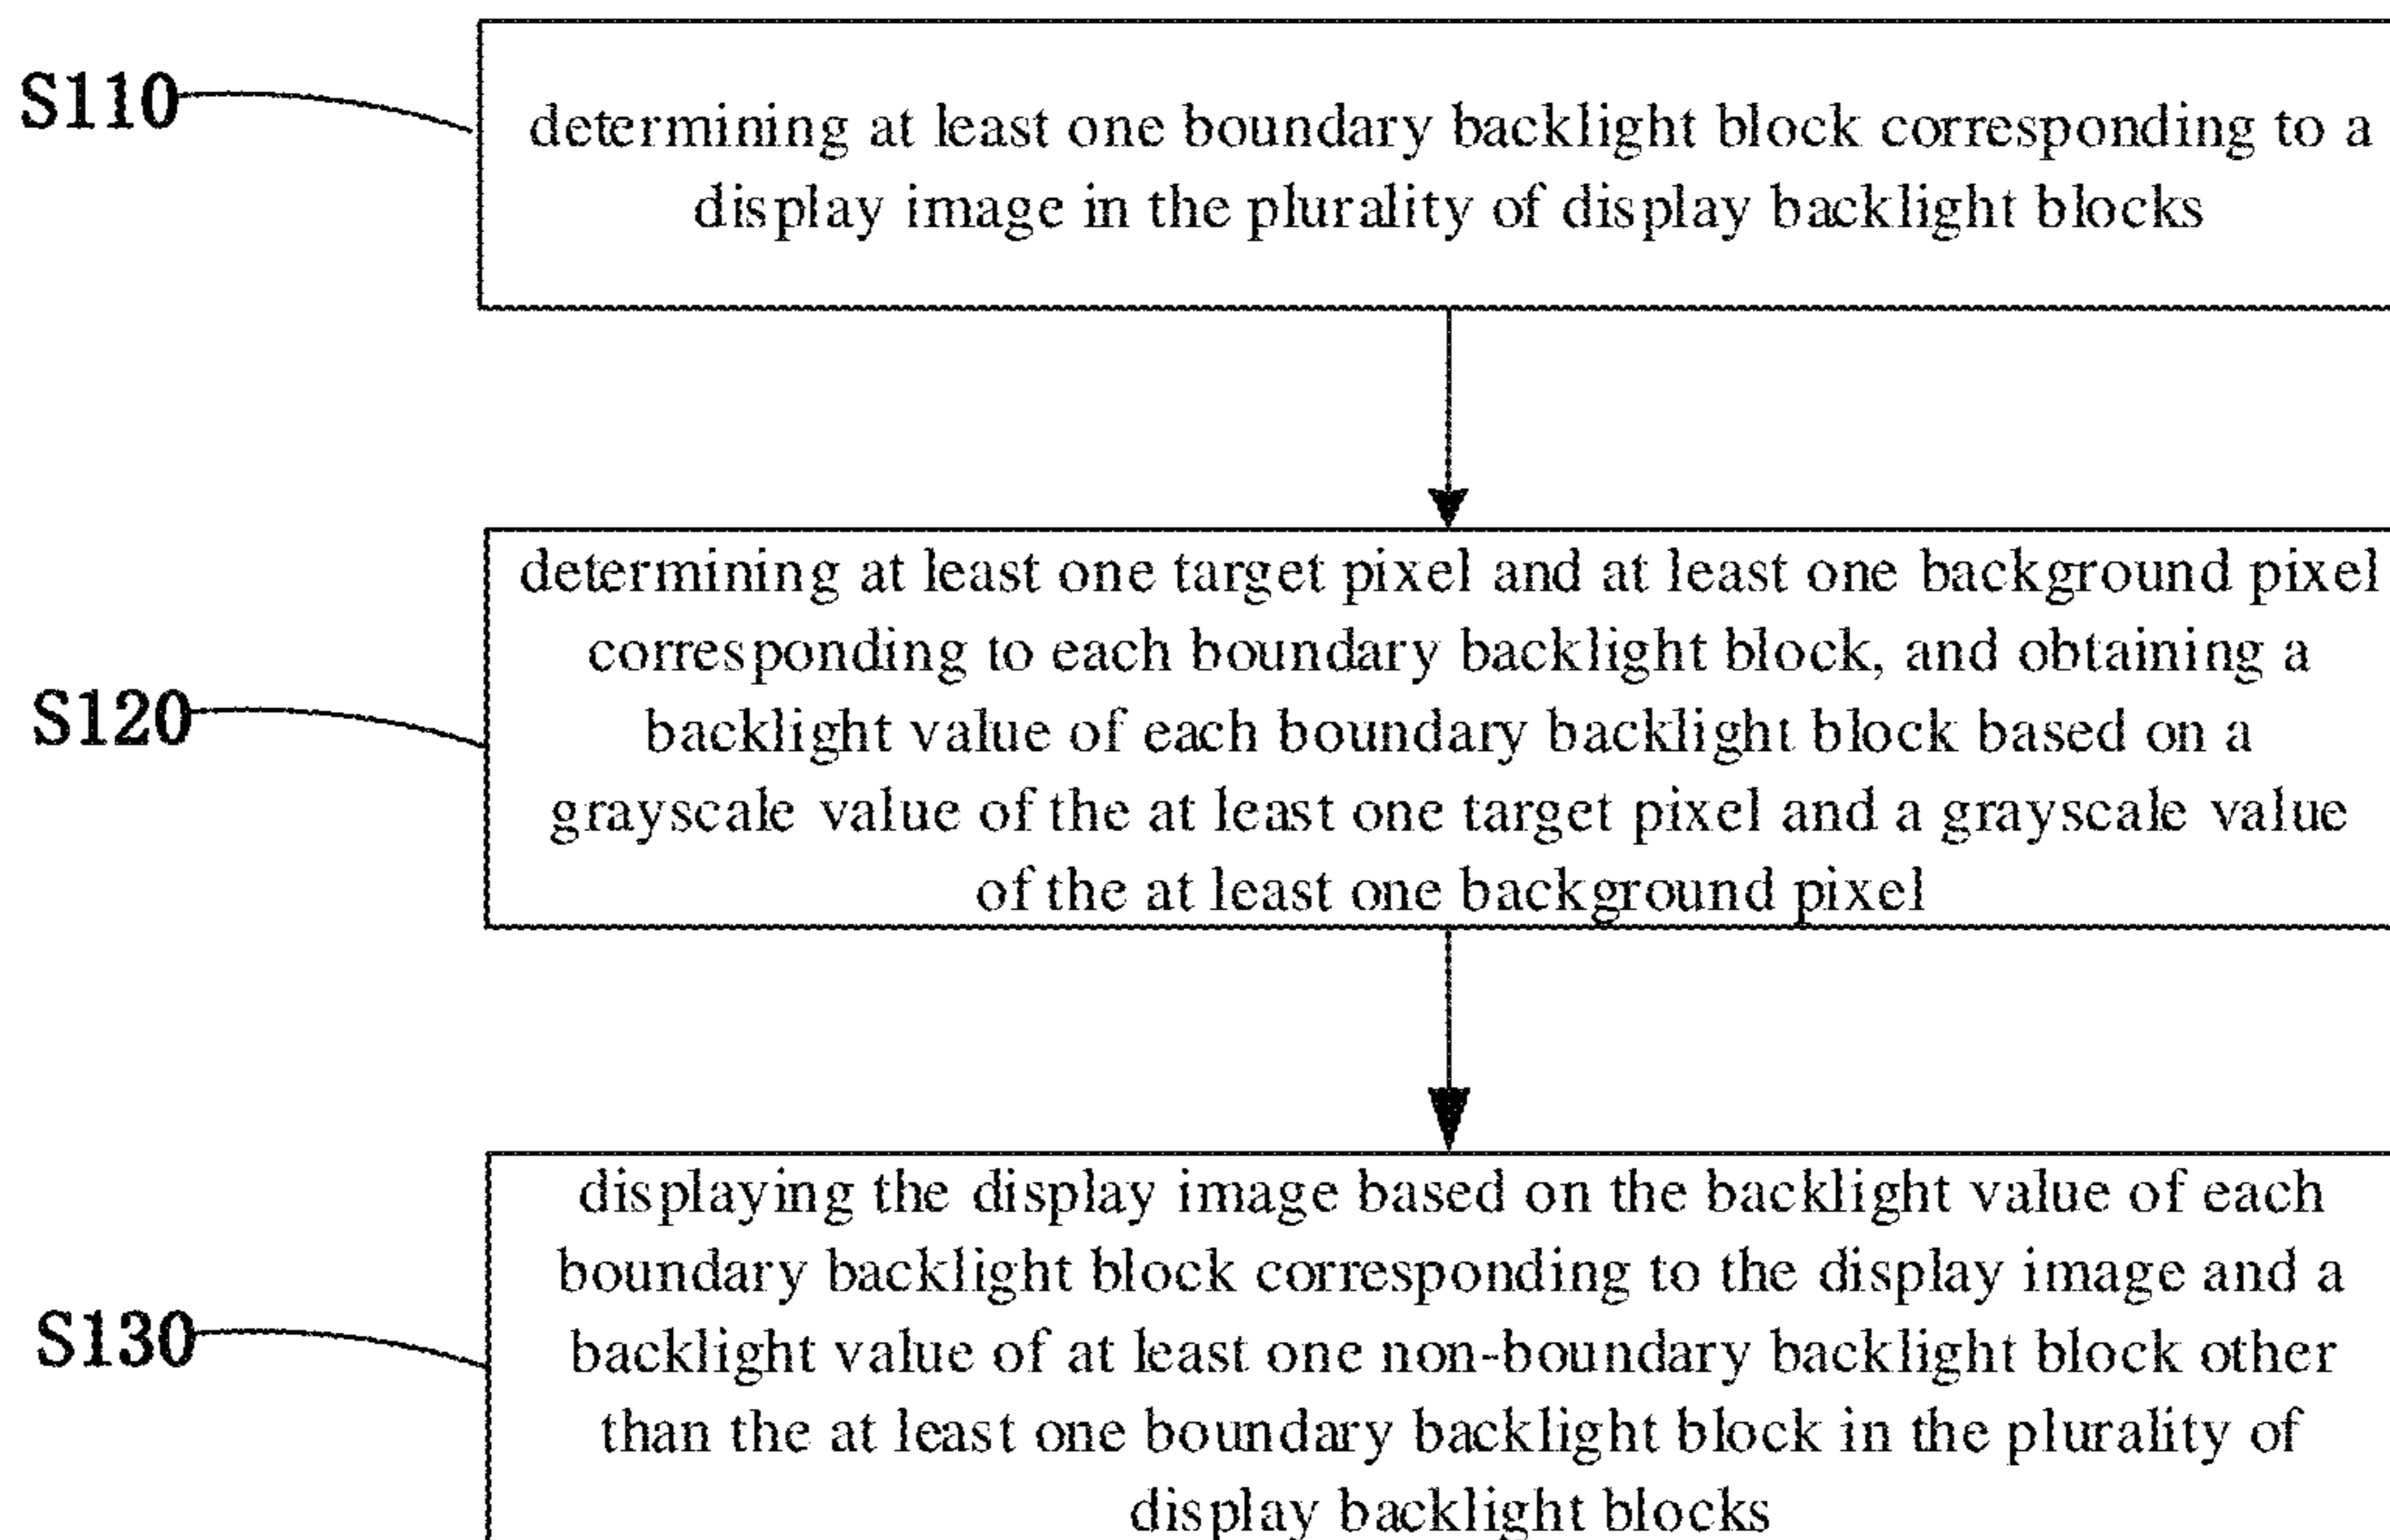 S110
determining at least one boundary backlight block corresponding to a
display image in the plurality of display backlight blocks
S120
determining at least one target pixel and at least one background pixel
corresponding to each boundary backlight block, and obtaining a
backlight value of each boundary backlight block based on a
grayscale value of the at least one target pixel and a grayscale value
of the at least one background pixel
S130
displaying the display image based on the backlight value of each
boundary backlight block corresponding to the display image and a
backlight value of at least one non-boundary backlight block other
than the at least one boundary backlight block in the plurality of
display backlight blocks